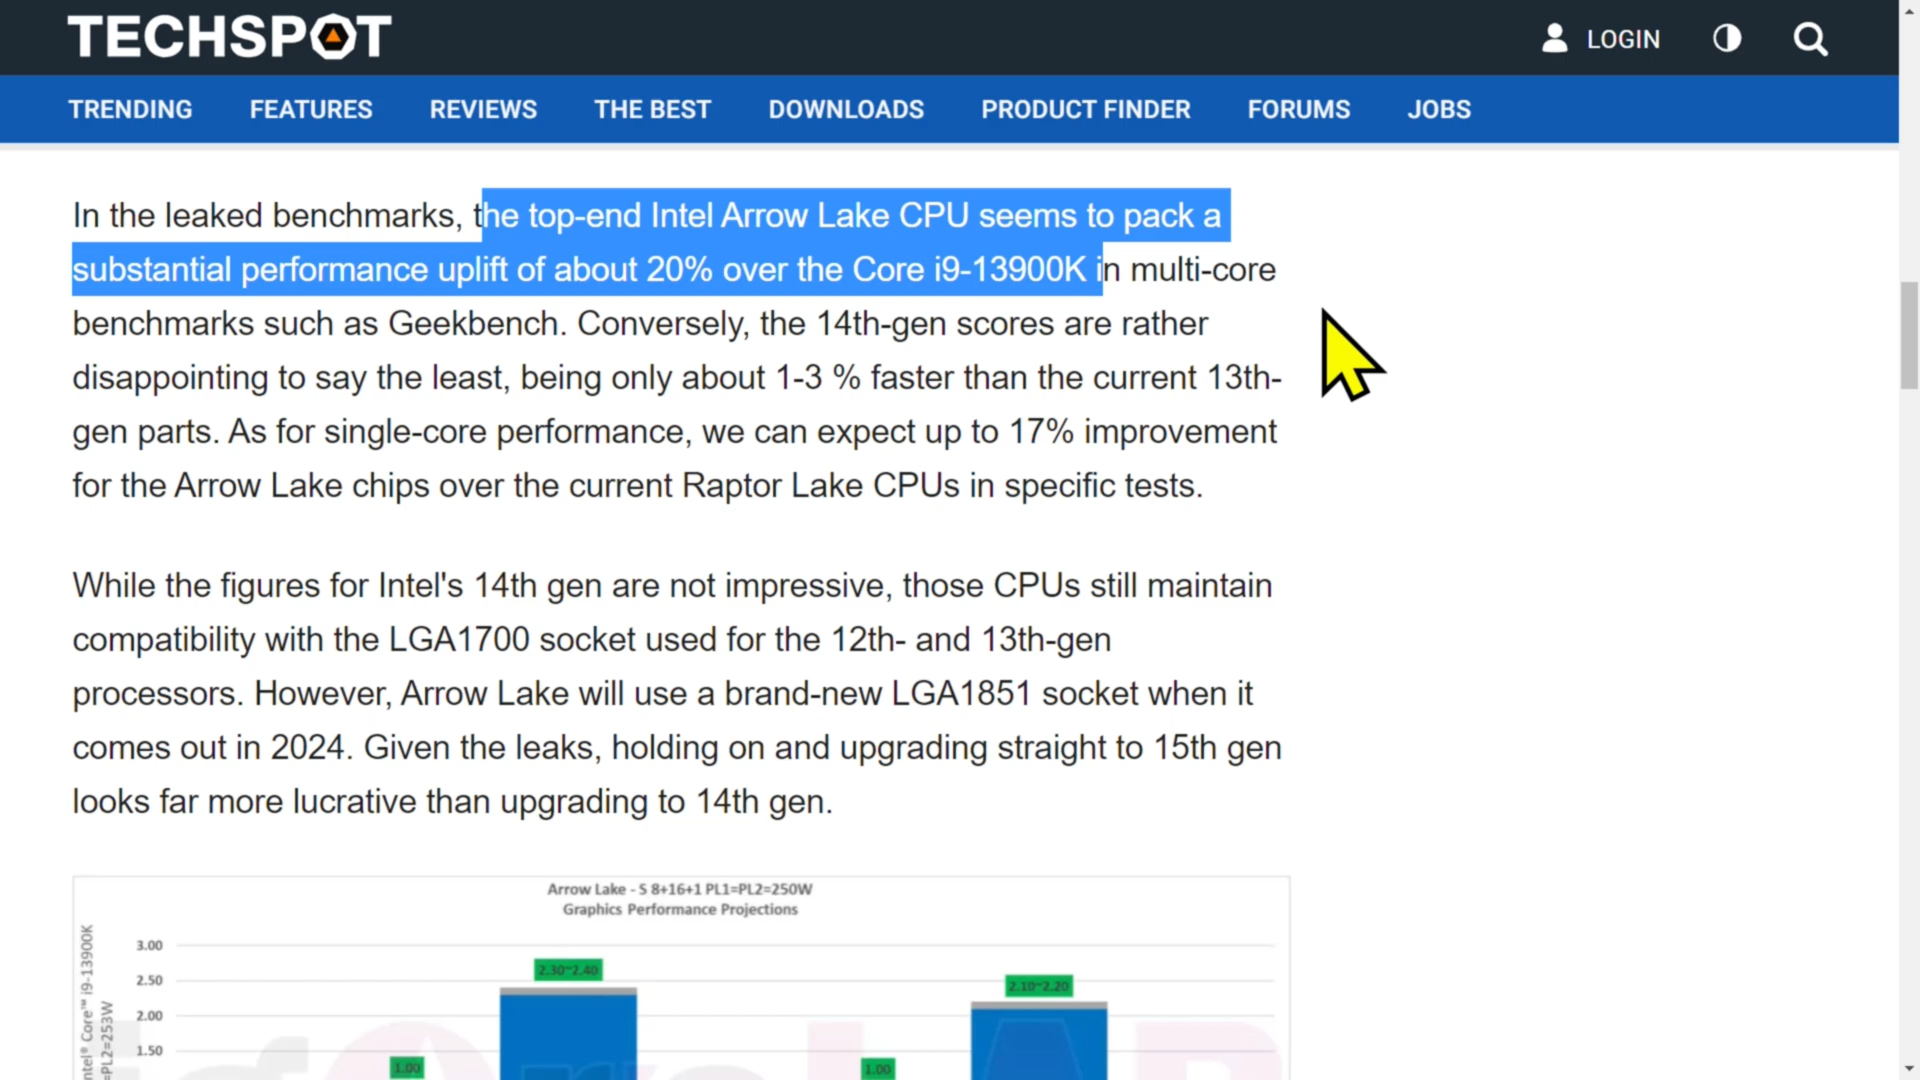 TECHSPOT
LOGIN
TRENDING FEATURES REVIEWS THE BEST DOWNLOADS PRODUCT FINDER FORUMS JOBS
In the leaked benchmarks, the top-end Intel Arrow Lake CPU seems to pack a
substantial performance uplift of about 20% over the Core i9-13900K in multi-core
benchmarks such as Geekbench. Conversely, the 14th-gen scores are rather
disappointing to say the least, being only about 1-3 % faster than the current 13th-
gen parts. As for single-core performance, we can expect up to 17% improvement
for the Arrow Lake chips over the current Raptor Lake CPUs in specific tests.
While the figures for Intel's 14th gen are not impressive, those CPUs still maintain
compatibility with the LGA1700 socket used for the 12th- and 13th-gen
processors. However, Arrow Lake will use a brand-new LGA1851 socket when it
comes out in 2024. Given the leaks, holding on and upgrading straight to 15th gen
looks far more lucrative than upgrading to 14th gen.
Arrow Lake - S 8+16+1 PL1=PL2=250W
Graphics Performance Projections
3.00
2.30~2.40
2.50
2.10~2.20
2.00
1.50
1.00
1.00
Core™ i9-13900K
=PL2=253W